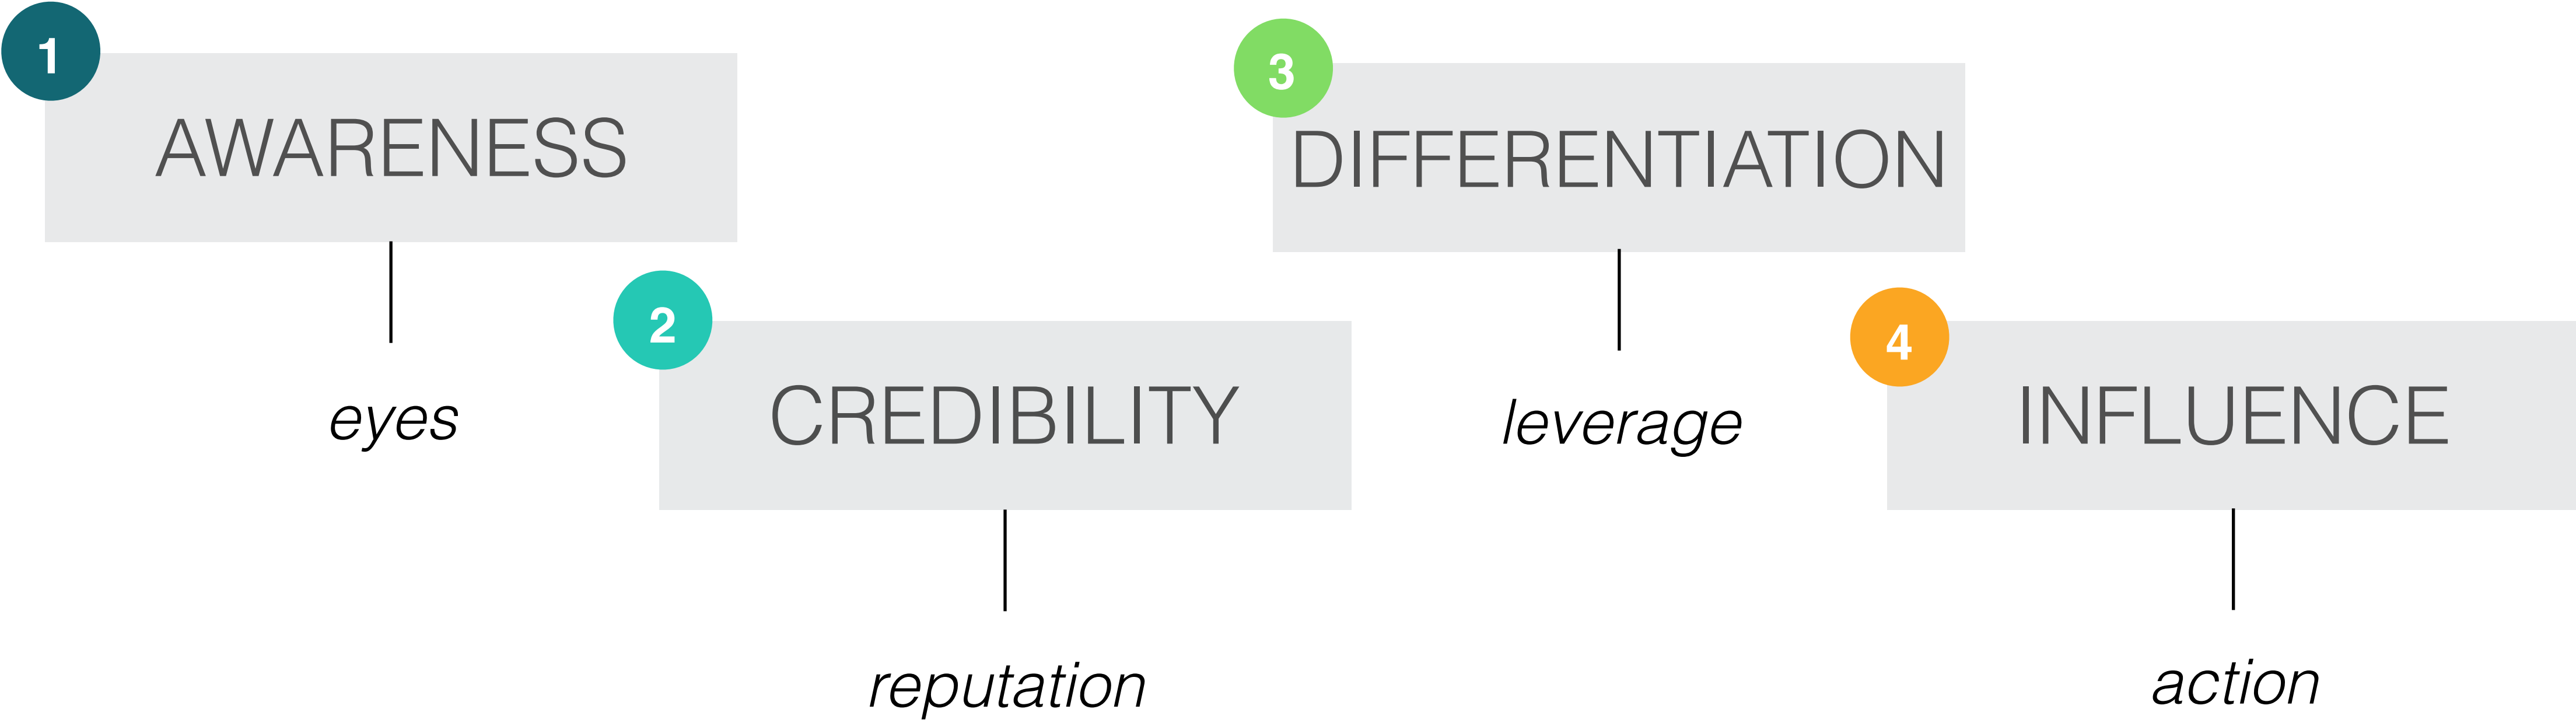 1
AWARENESS
eyes
2
CREDIBILITY
reputation
3
DIFFERENTIATION
leverage
4
INFLUENCE
action